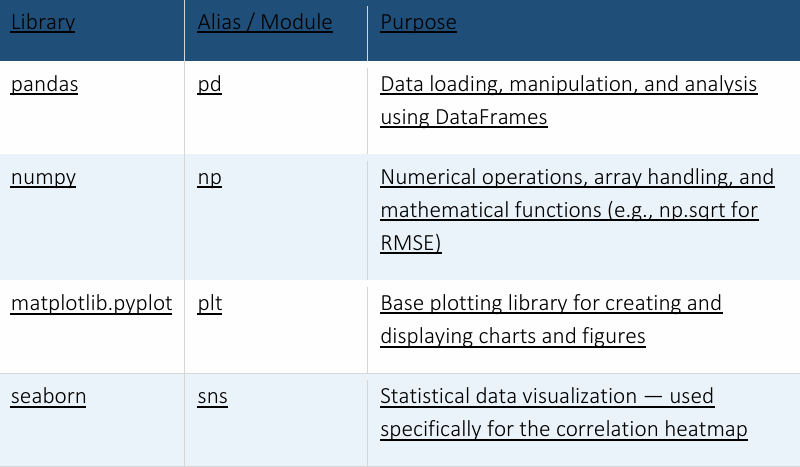 Library Alias / Module Purpose
pandas pd Data loading, manipulation, and analysis
using DataFrames
numpy np Numerical operations, array handling, and
mathematical functions (e.g., np.sqrt for
RMSE)
matplotlib.pyplot plt Base plotting library for creating and
displaying charts and figures
seaborn sns Statistical data visualization — used
specifically for the correlation heatmap